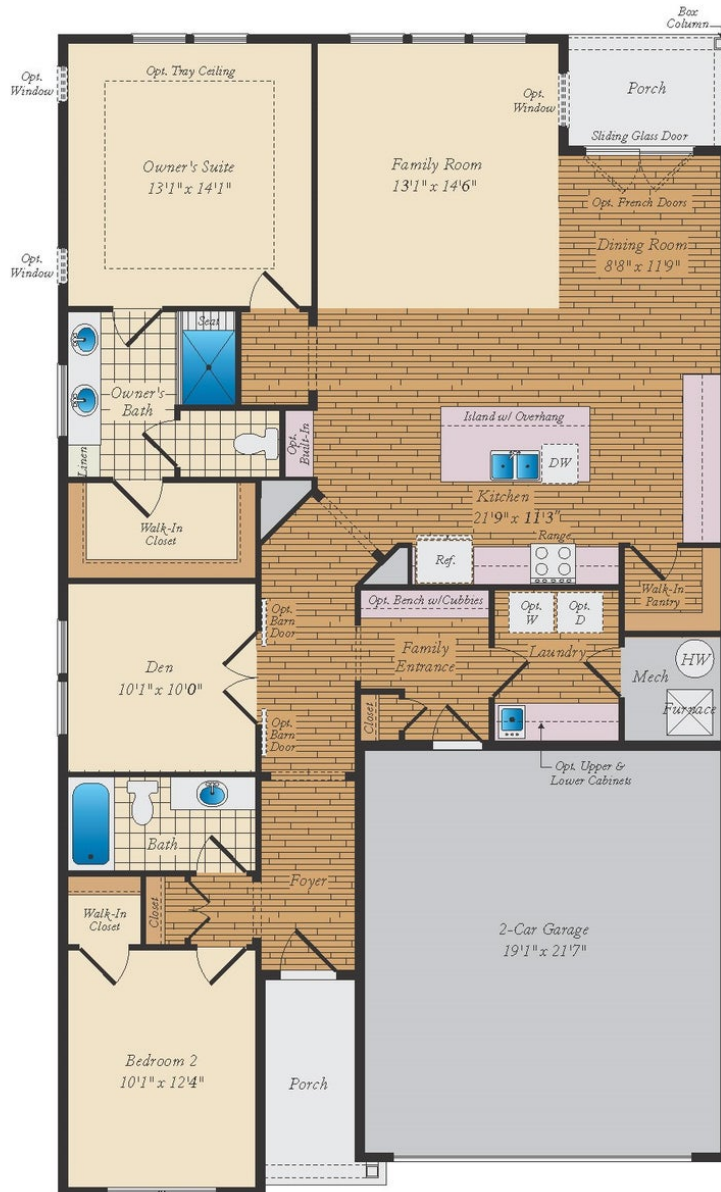 Box
Column
Opt.
Window
Opt. Tray Ceiling
Owner's Suite
13'1" x 14'1"
Family Room
13'1" x 14'6"
Opt.
Window
Porch
Sliding Glass Door
Opt. French Doors
Dining Room
8'8" x 11'9"
Opt.
Window
Seat
Owner's
Bath
Linen
Opt.
Built-In
Island w/ Overhang
DW
Kitchen
21'9" x 11'3"
Range
Ref.
Walk-In
Closet
Walk-In
Pantry
Opt. Bench w/Cubbies
Opt.
W
Opt.
D
Opt.
Barn
Door
Family
Entrance
Laundry
Mech
HW
Furnace
Den
10'1" x 10'0"
Opt.
Barn
Door
Closet
Opt. Upper &
Lower Cabinets
Bath
Foyer
Walk-In
Closet
Closet
2-Car Garage
19'1" x 21'7"
Bedroom 2
10'1" x 12'4"
Porch